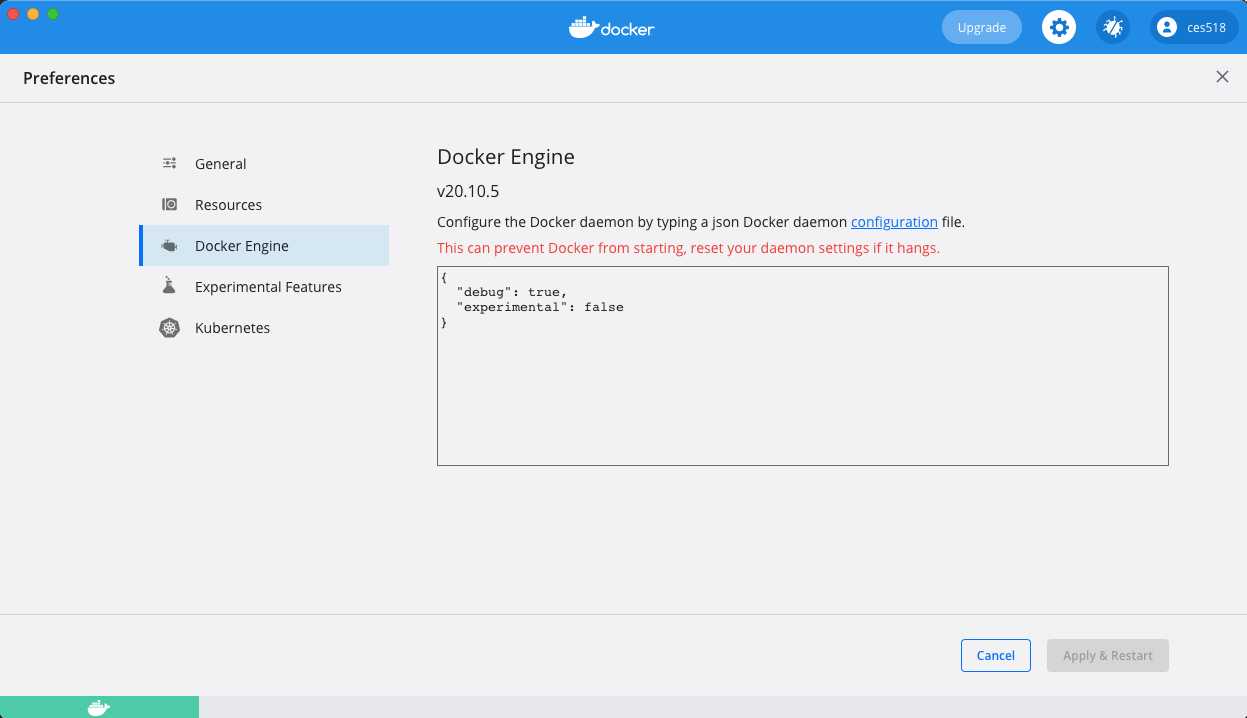 docker
Upgrade
ces518
Preferences
General
Resources
Docker Engine
Experimental Features
Kubernetes
Docker Engine
v20.10.5
Configure the Docker daemon by typing a json Docker daemon configuration file.
This can prevent Docker from starting, reset your daemon settings if it hangs.
{
  "debug": true,
  "experimental": false
}
Cancel
Apply & Restart